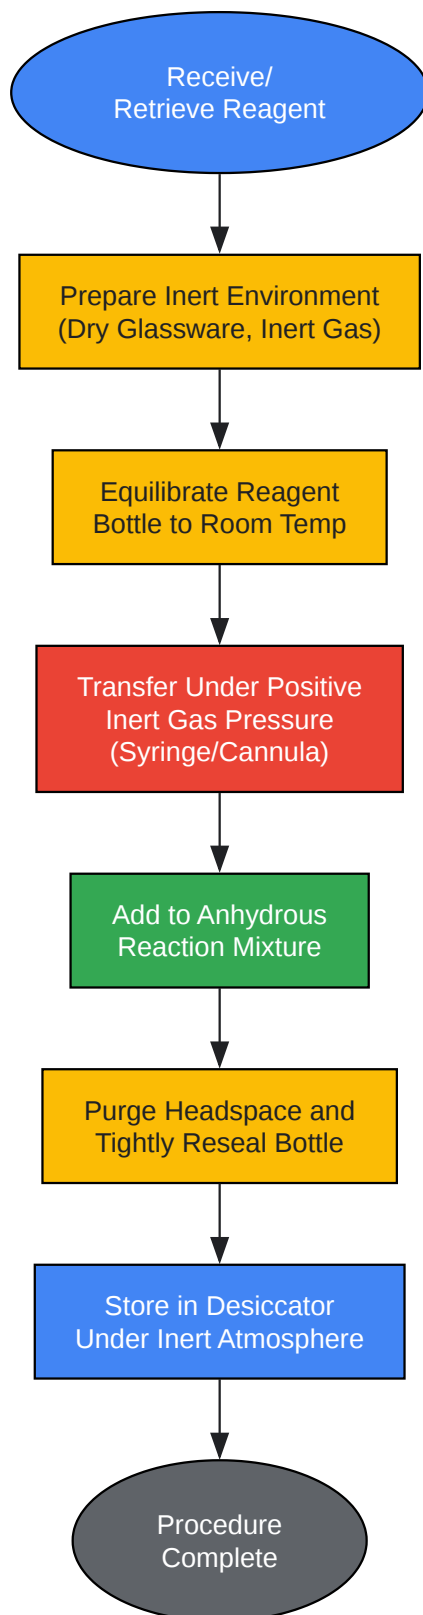 Receive/
Retrieve Reagent
Prepare Inert Environment
(Dry Glassware, Inert Gas)
Equilibrate Reagent
Bottle to Room Temp
Transfer Under Positive
Inert Gas Pressure
(Syringe/Cannula)
Add to Anhydrous
Reaction Mixture
Purge Headspace and
Tightly Reseal Bottle
Store in Desiccator
Under Inert Atmosphere
Procedure
Complete